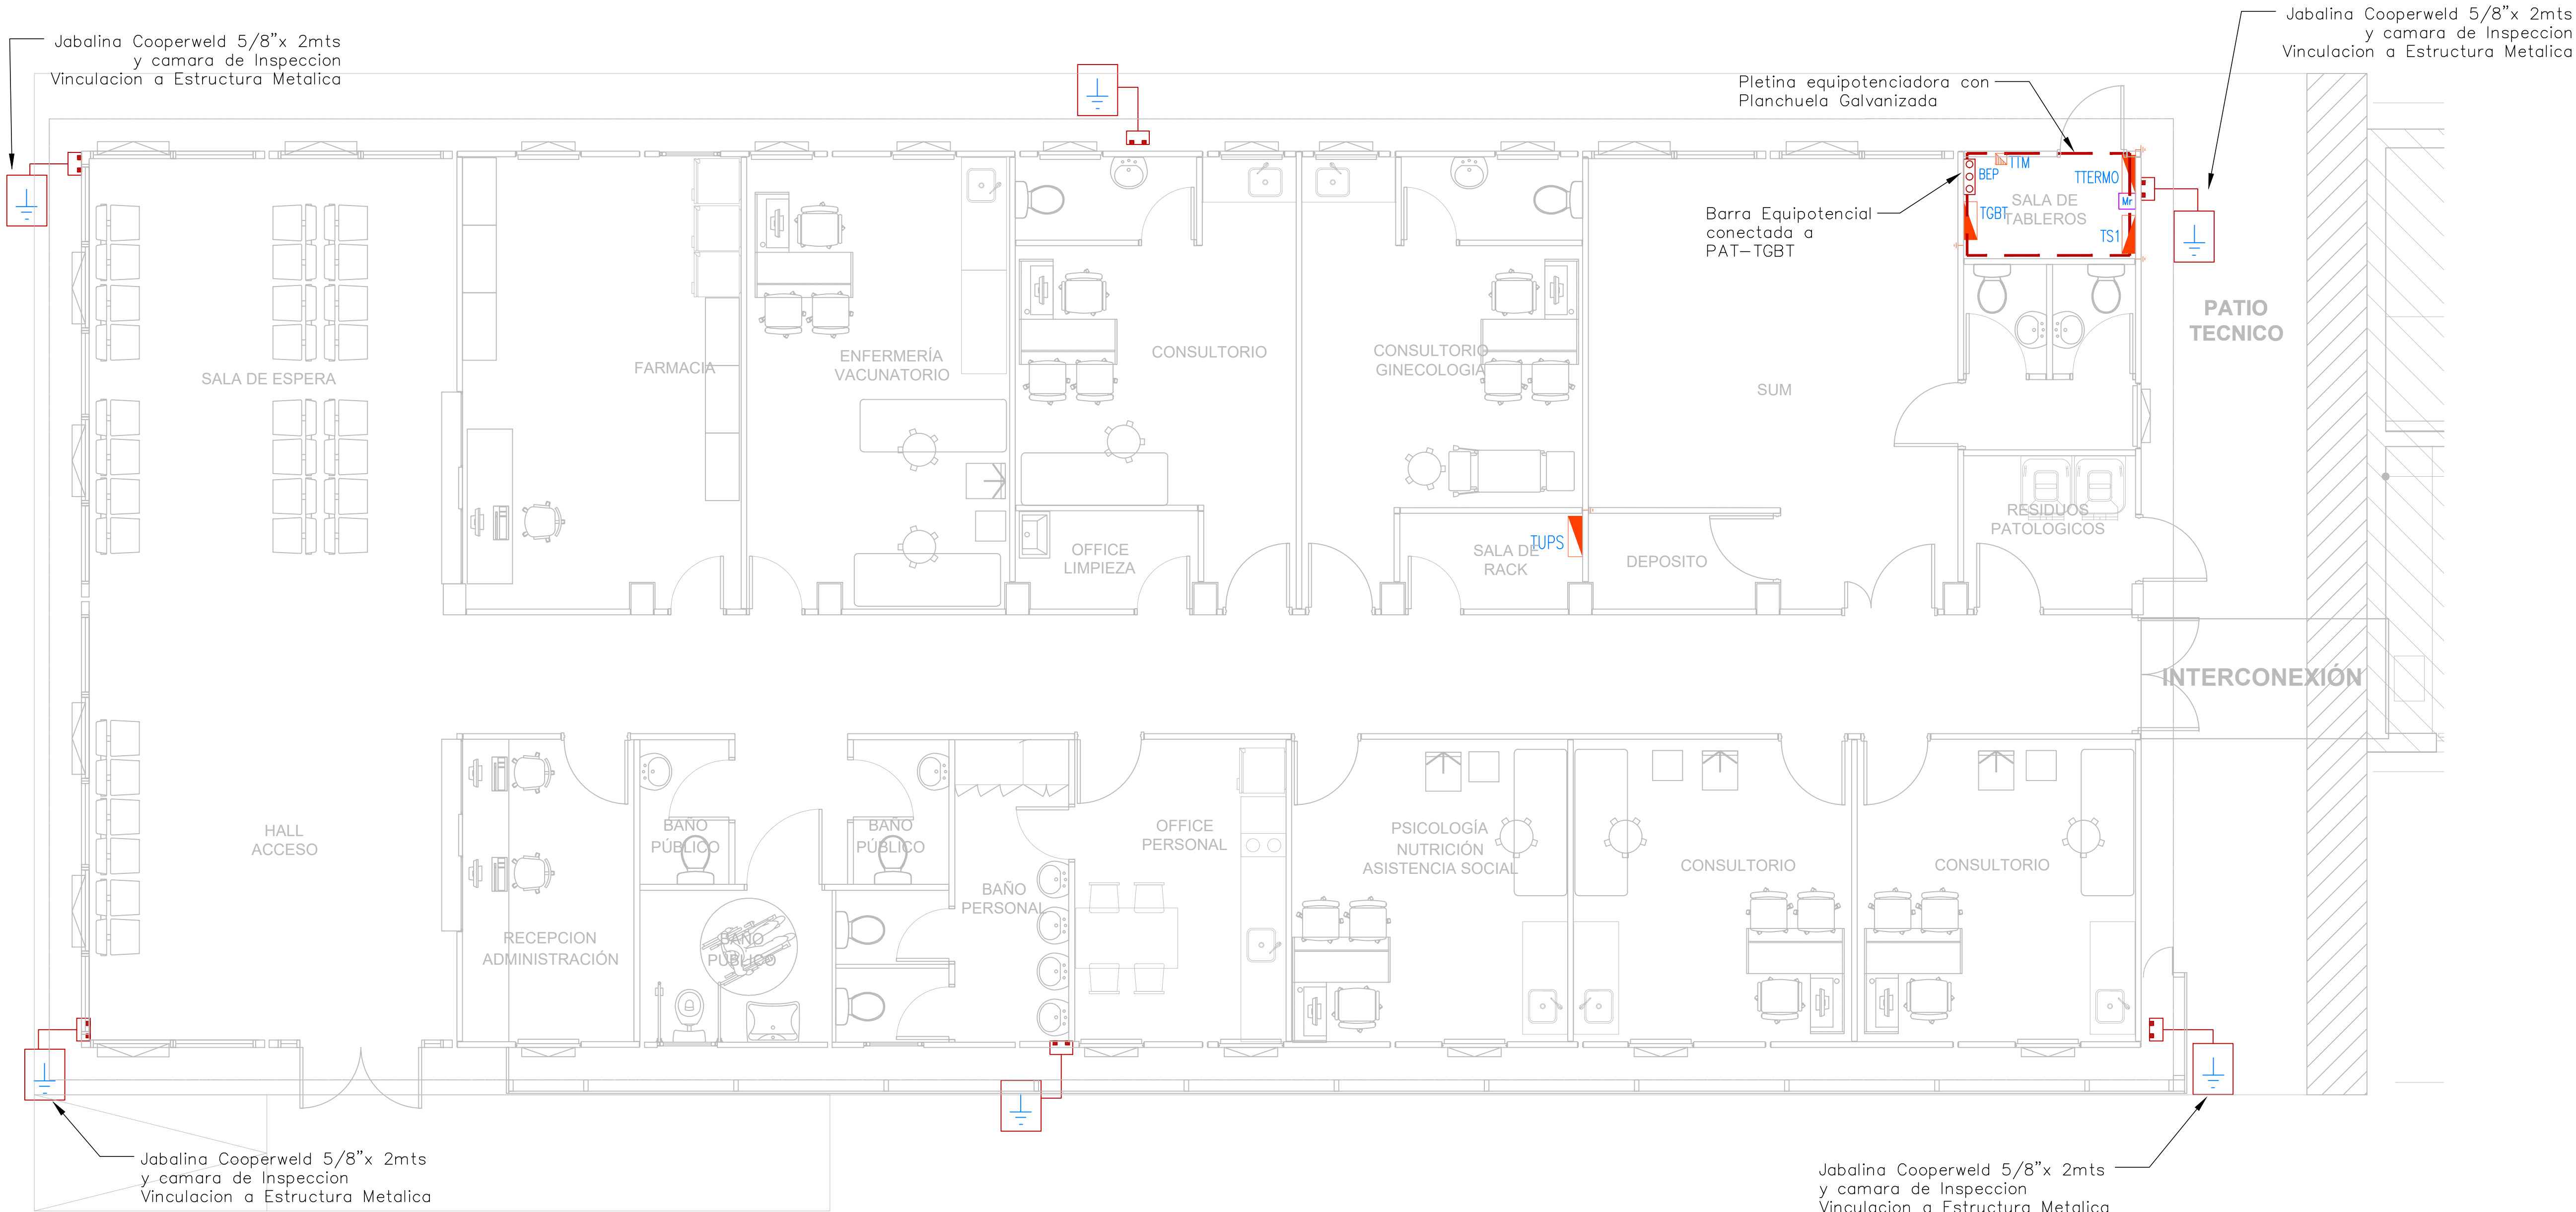 Jabalina Cooperweld 5/8"x 2mts
y camara de Inspeccion
Vinculacion a Estructura Metalica
Jabalina Cooperweld 5/8"x 2mts
y camara de Inspeccion
Vinculacion a Estructura Metalica
Pletina equipotenciadora con
Planchuela Galvanizada
Barra Equipotencial
conectada a
PAT-TGBT
BEP
TTM
TTERMO
Mr
TGBT
TS1
SALA DE
TABLEROS
PATIO
TECNICO
SALA DE ESPERA
FARMACIA
ENFERMERÍA
VACUNATORIO
CONSULTORIO
CONSULTORIO
GINECOLOGIA
SUM
OFFICE
LIMPIEZA
SALA DE
RACK
TUPS
DEPOSITO
RESIDUOS
PATOLOGICOS
INTERCONEXIÓN
HALL
ACCESO
RECEPCION
ADMINISTRACIÓN
BAÑO
PÚBLICO
BAÑO
PÚBLICO
BAÑO
PÚBLICO
BAÑO
PERSONAL
OFFICE
PERSONAL
PSICOLOGÍA
NUTRICIÓN
ASISTENCIA SOCIAL
CONSULTORIO
CONSULTORIO
Jabalina Cooperweld 5/8"x 2mts
y camara de Inspeccion
Vinculacion a Estructura Metalica
Jabalina Cooperweld 5/8"x 2mts
y camara de Inspeccion
Vinculacion a Estructura Metalica